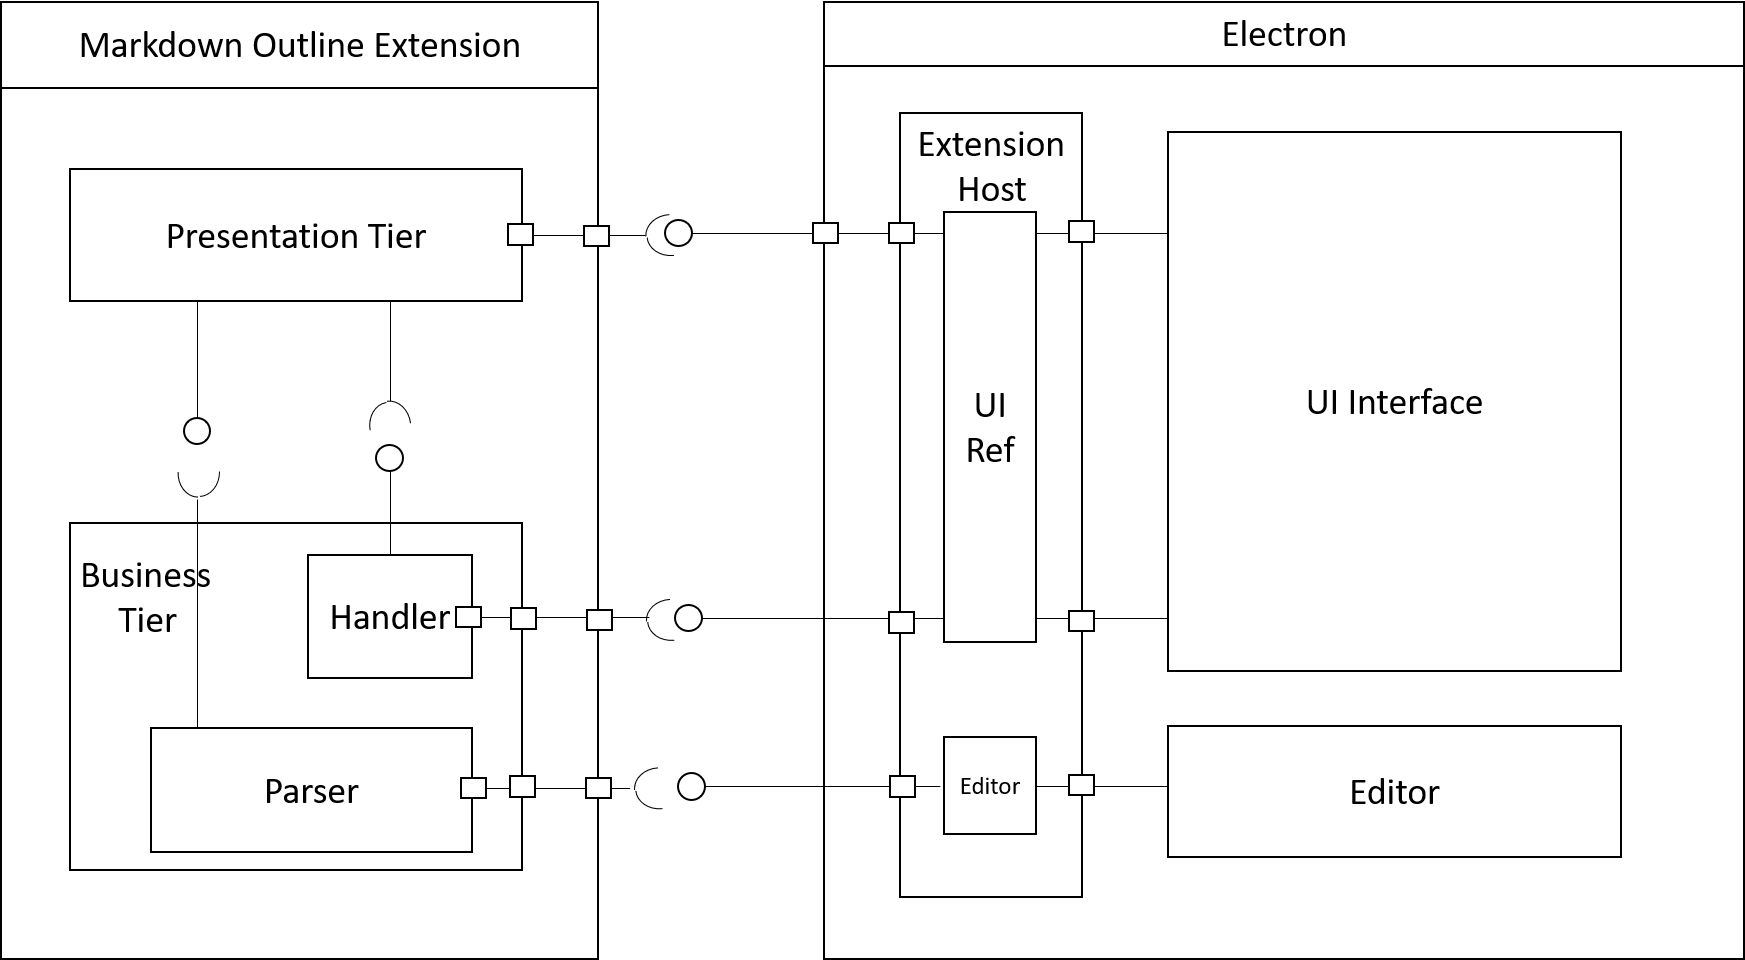 Markdown Outline Extension
Presentation Tier
Business
Tier
Handler
Parser
Electron
Extension
Host
UI
Ref
Editor
UI Interface
Editor